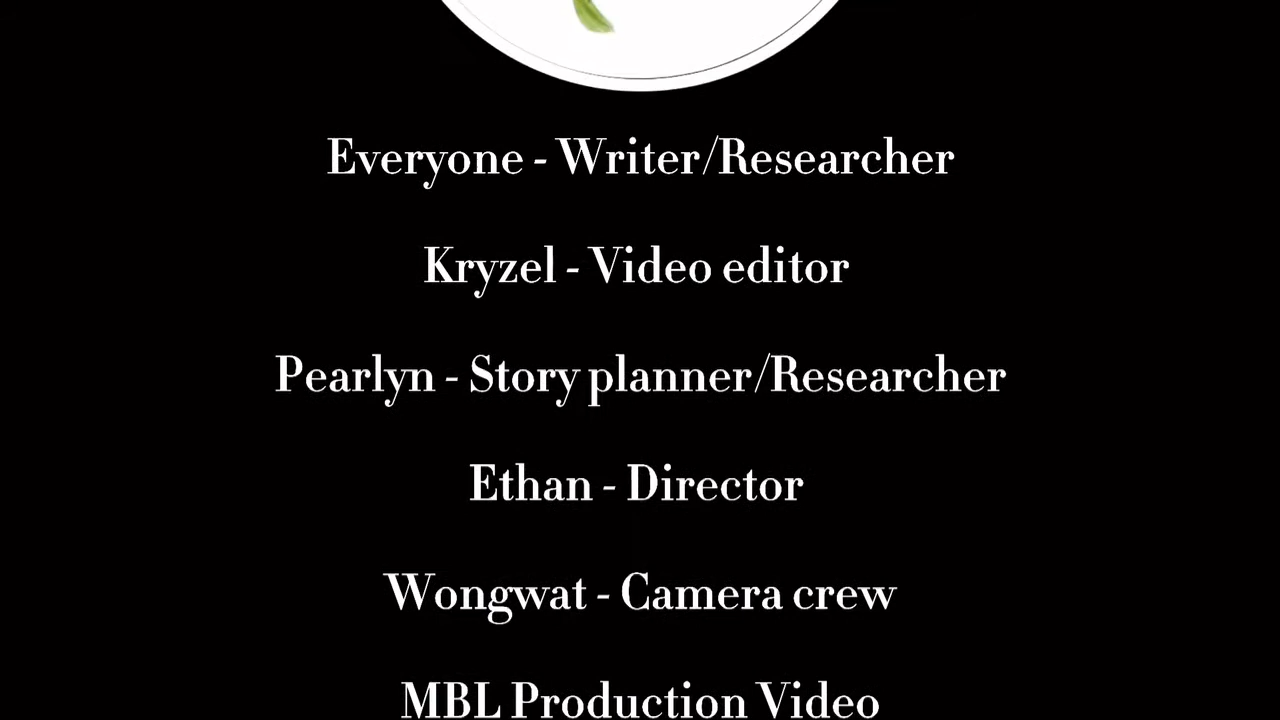 Everyone - Writer/Researcher
Kryzel - Video editor
Pearlyn - Story planner/Researcher
Ethan - Director
Wongwat - Camera crew
MBL Production Video